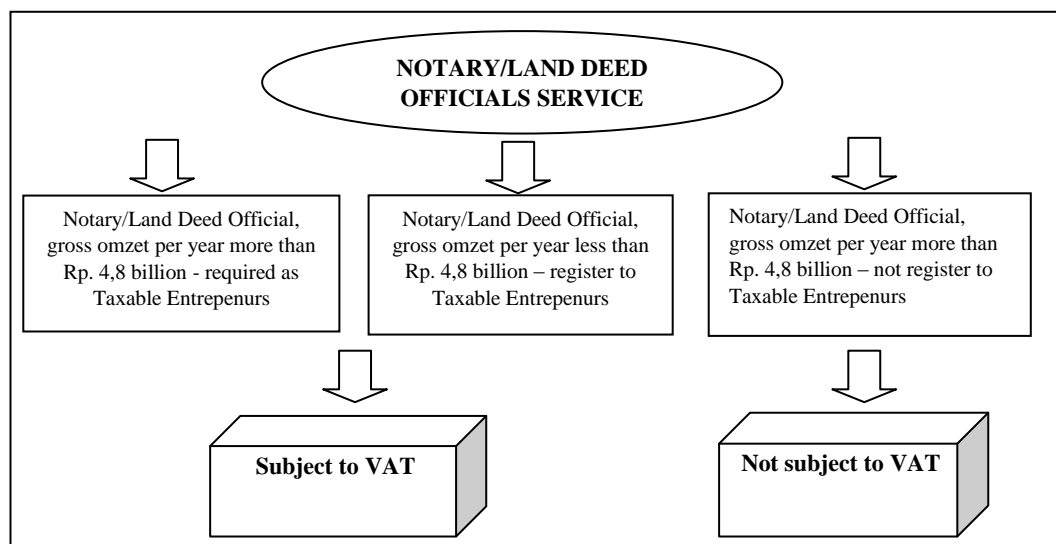 NOTARY/LAND DEED
OFFICIALS SERVICE
Notary/Land Deed Official,
gross omzet per year more than
Rp. 4,8 billion - required as
Taxable Entrepenurs
Notary/Land Deed Official,
gross omzet per year less than
Rp. 4,8 billion – register to
Taxable Entrepenurs
Notary/Land Deed Official,
gross omzet per year more than
Rp. 4,8 billion – not register to
Taxable Entrepenurs
Subject to VAT
Not subject to VAT